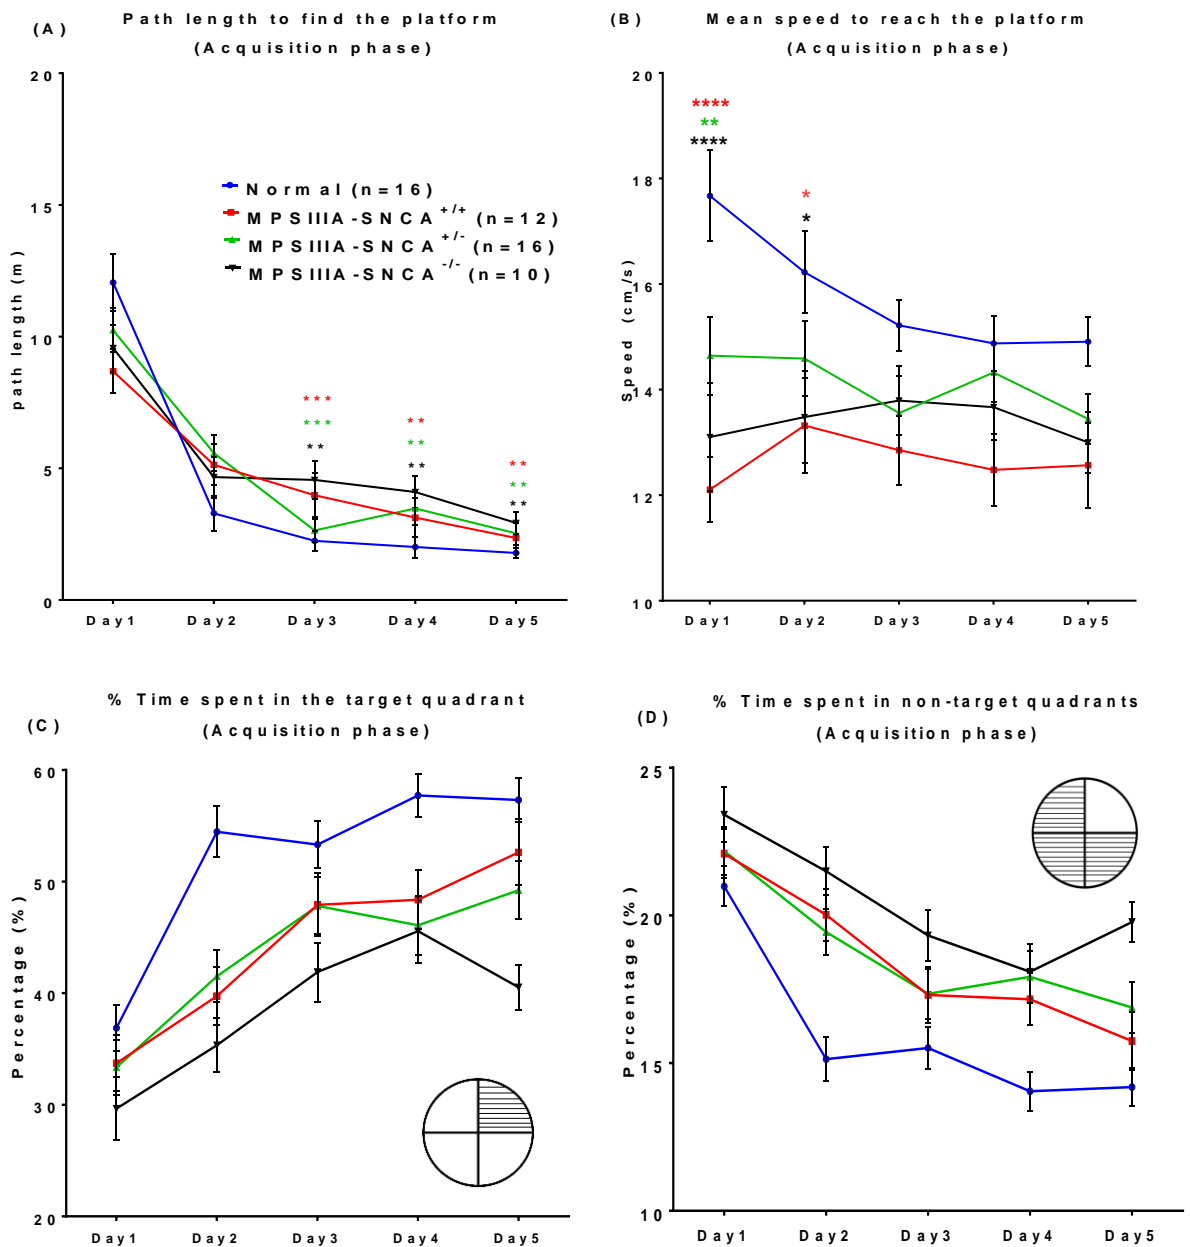 (A)
Path length to find the platform
(Acquisition phase)
20
15
10
5
0
path length (m)
****
Normal (n=16)
MPSIIIA-SNCA+/+ (n=12)
MPSIIIA-SNCA+/- (n=16)
MPSIIIA-SNCA-/- (n=10)
*** ** **
*** ** **
** ** **
Day1 Day2 Day3 Day4 Day5
(B)
Mean speed to reach the platform
(Acquisition phase)
20
18
16
14
12
10
Speed (cm/s)
****
**
****
*
*
Day1 Day2 Day3 Day4 Day5
(C)
% Time spent in the target quadrant
(Acquisition phase)
60
50
40
30
20
Percentage (%)
Day1 Day2 Day3 Day4 Day5
(D)
% Time spent in non-target quadrants
(Acquisition phase)
25
20
15
10
Percentage (%)
Day1 Day2 Day3 Day4 Day5